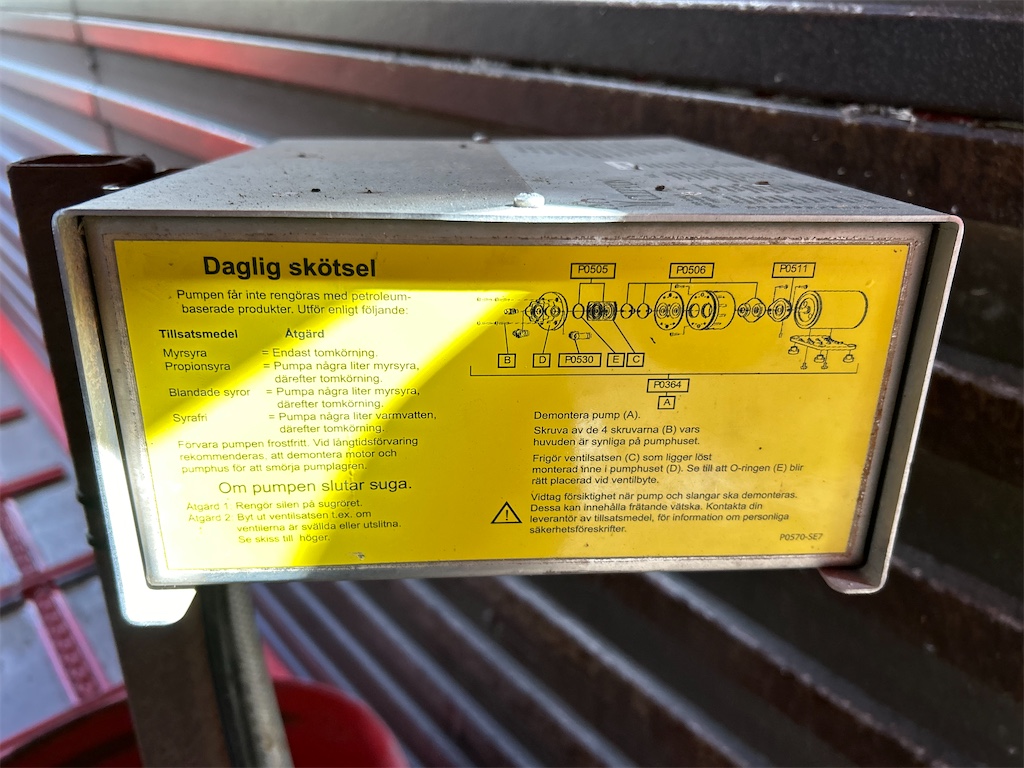 Daglig skötsel
Pumpen får inte rengöras med petroleum-
baserade produkter. Utför enligt följande:
Tillsatsmedel Åtgärd
Myrsyra = Endast tomkörning.
Propionsyra = Pumpa några liter myrsyra,
därefter tomkörning.
Blandade syror = Pumpa några liter myrsyra,
därefter tomkörning.
Syrafri = Pumpa några liter varmvatten,
därefter tomkörning.
Förvara pumpen frostfritt. Vid långtidsförvaring
rekommenderas, att demontera motor och
pumphus för att smörja pumplagren.
Om pumpen slutar suga.
Åtgärd 1: Rengör silen på sugröret.
Åtgärd 2: Byt ut ventilsatsen t.ex. om
ventilerna är svällda eller utslitna.
Se skiss till höger.
P0505 P0506 P0511
B D P0530 E C
P0364
A
Demontera pump (A).
Skruva av de 4 skruvarna (B) vars
huvuden är synliga på pumphuset.
Frigör ventilsatsen (C) som ligger löst
monterad inne i pumphuset (D). Se till att O-ringen (E) blir
rätt placerad vid ventilbyte.
Vidtag försiktighet när pump och slangar ska demonteras.
Dessa kan innehålla frätande vätska. Kontakta din
leverantör av tillsatsmedel, för information om personliga
säkerhetsföreskrifter.
P0570-SE7